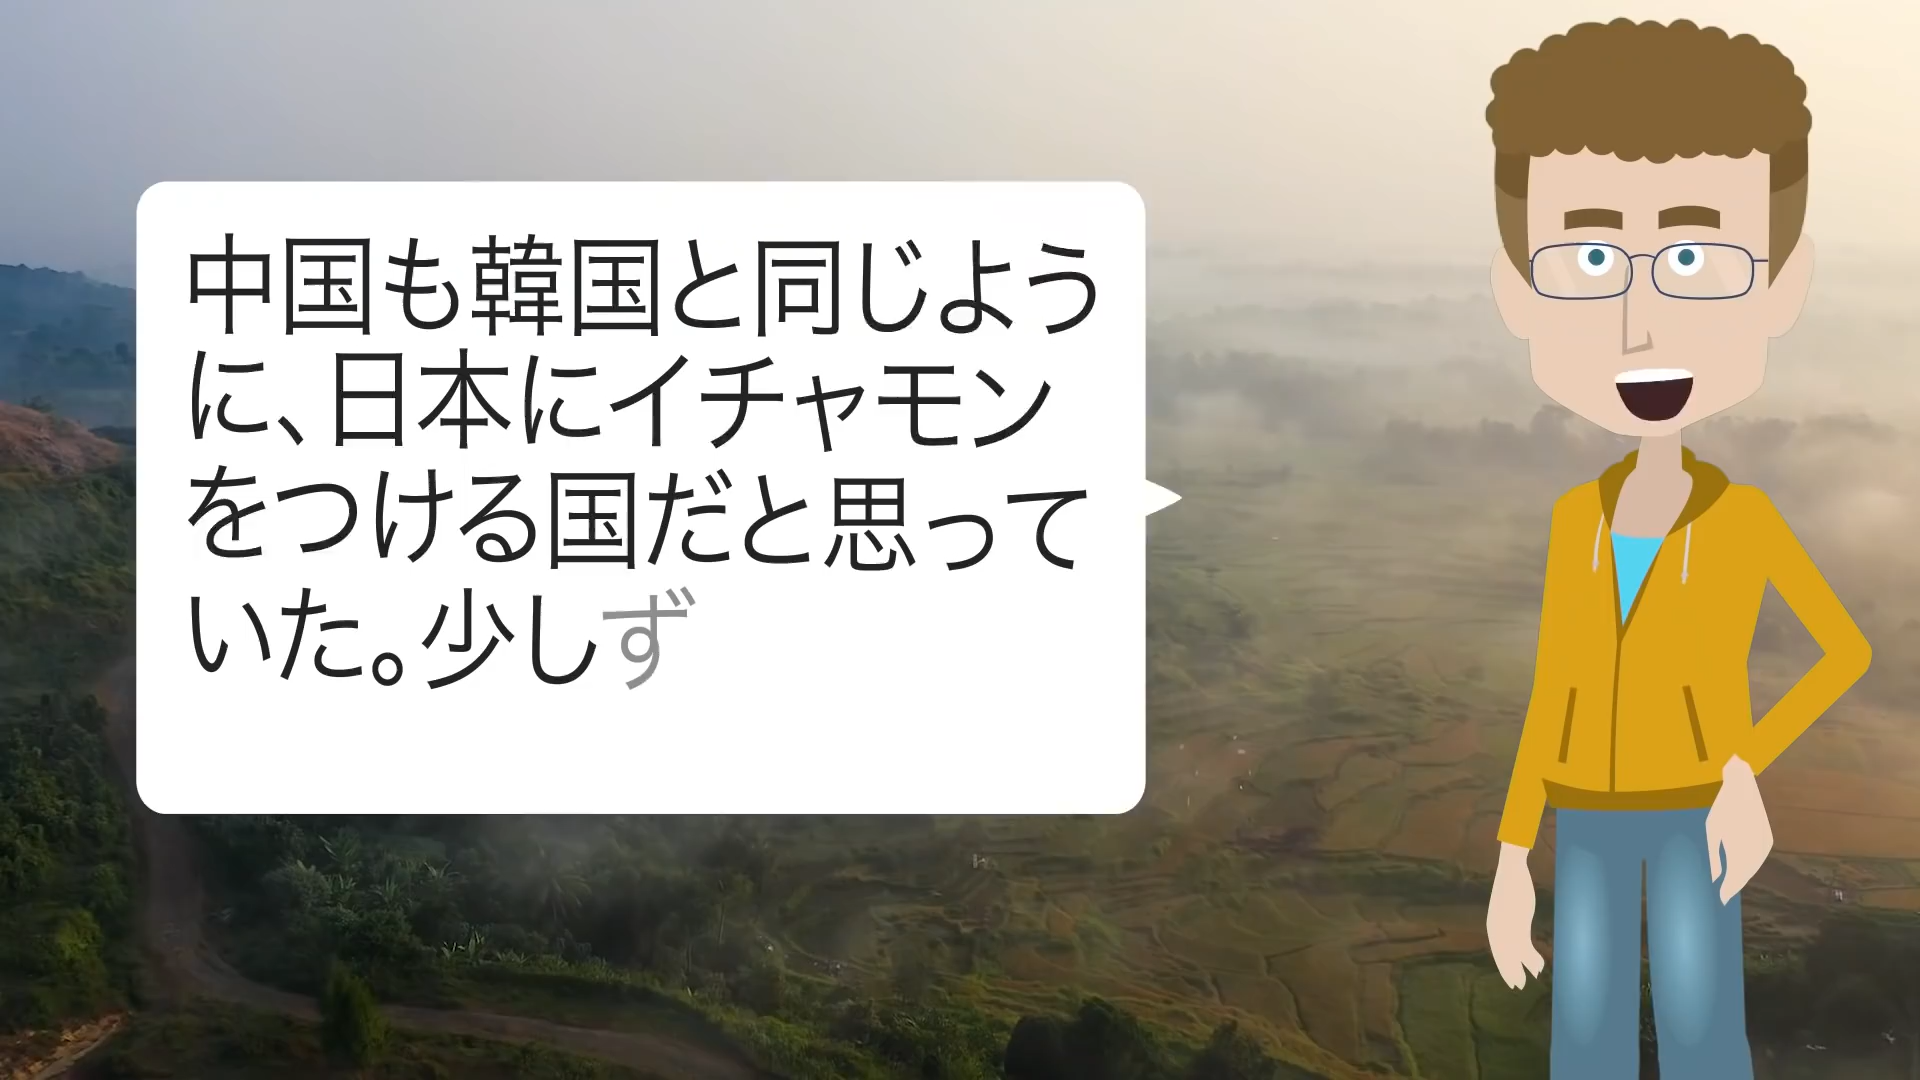 中国も韓国と同じよう
に、日本にイチャモン
をつける国だと思って
いた。少しず